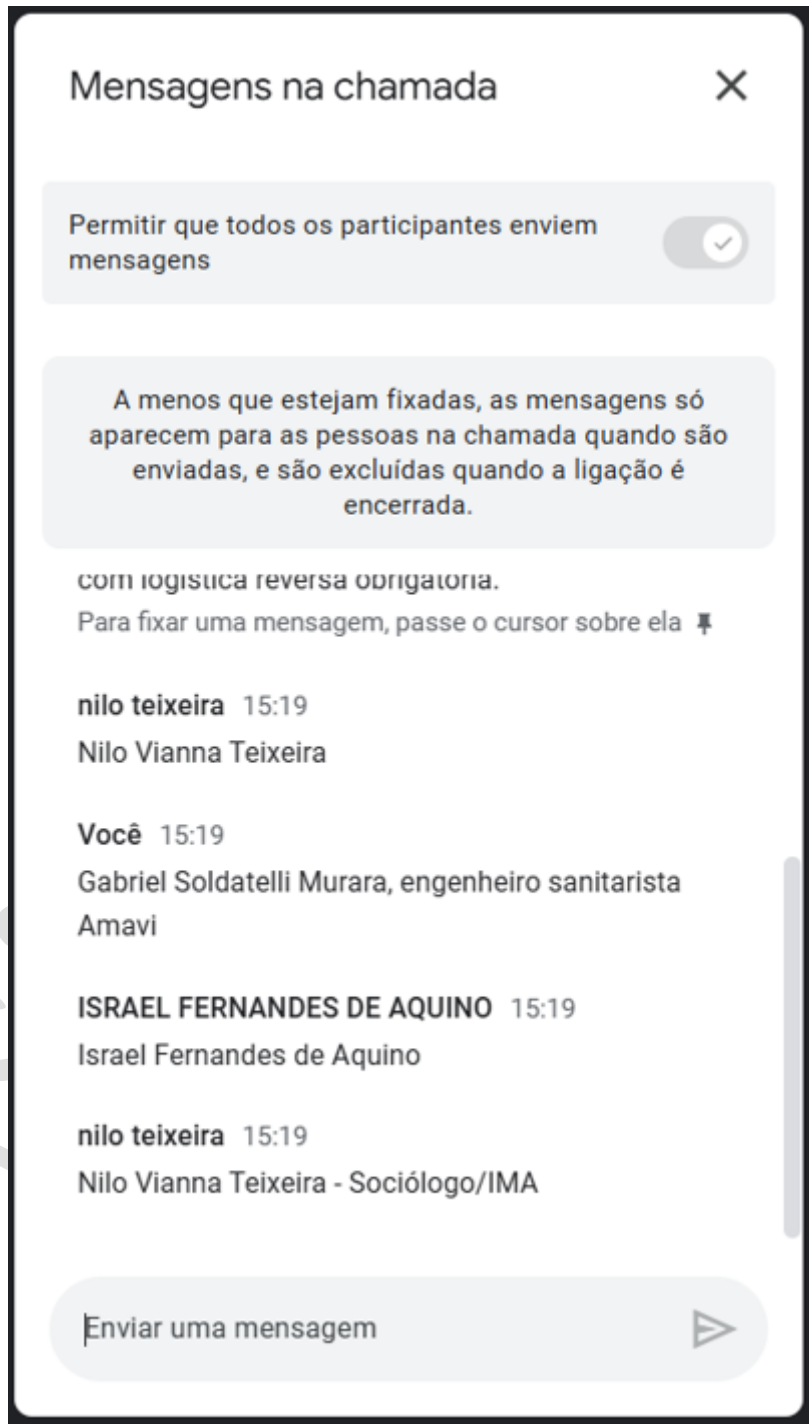 Mensagens na chamada
Permitir que todos os participantes enviem
mensagens
A menos que estejam fixadas, as mensagens só
aparecem para as pessoas na chamada quando são
enviadas, e são excluídas quando a ligação é
encerrada.
com logística reversa obrigatória.
Para fixar uma mensagem, passe o cursor sobre ela
nilo teixeira 15:19
Nilo Vianna Teixeira
Você 15:19
Gabriel Soldatelli Murara, engenheiro sanitarista
Amavi
ISRAEL FERNANDES DE AQUINO 15:19
Israel Fernandes de Aquino
nilo teixeira 15:19
Nilo Vianna Teixeira - Sociólogo/IMA
Enviar uma mensagem